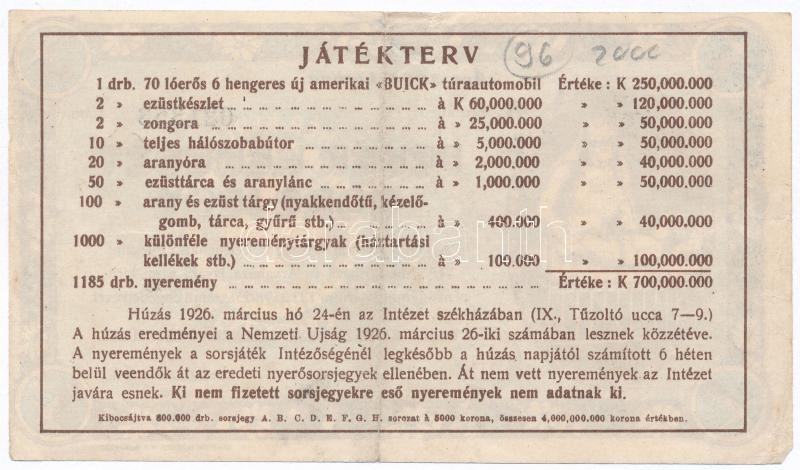 JÁTÉKTERV
96 2000
1 drb. 70 lóerős 6 hengeres új amerikai «BUICK» túraautomobil Értéke: K 250,000.000
2 » ezüstkészlet à K 60,000.000 » » 120,000.000
2 » zongora à » 25,000.000 » » 50,000.000
10 » teljes hálószobabútor à » 5,000.000 » » 50,000.000
20 » aranyóra à » 2,000.000 » » 40,000.000
50 » ezüsttárca és aranylánc à » 1,000.000 » » 50,000.000
100 » arany és ezüst tárgy (nyakkendőtű, kézelő-
gomb, tárca, gyűrű stb.) à » 400.000 » » 40,000.000
1000 » különféle nyereménytárgyak (háztartási
kellékek stb.) à » 100.000 » » 100,000.000
1185 drb. nyeremény Értéke: K 700,000.000
Húzás 1926. március hó 24-én az Intézet székházában (IX., Tűzoltó ucca 7—9.)
A húzás eredményei a Nemzeti Ujság 1926. március 26-iki számában lesznek közzétéve.
A nyeremények a sorsjáték Intézőségénél legkésőbb a húzás napjától számított 6 héten
belül veendők át az eredeti nyerősorsjegyek ellenében. Át nem vett nyeremények az Intézet
javára esnek. Ki nem fizetett sorsjegyekre eső nyeremények nem adatnak ki.
Kibocsájtva 800.000 drb. sorsjegy A. B. C. D. E. F. G. H. sorozat à 5000 korona, összesen 4,000,000.000 korona értékben.
darabanth